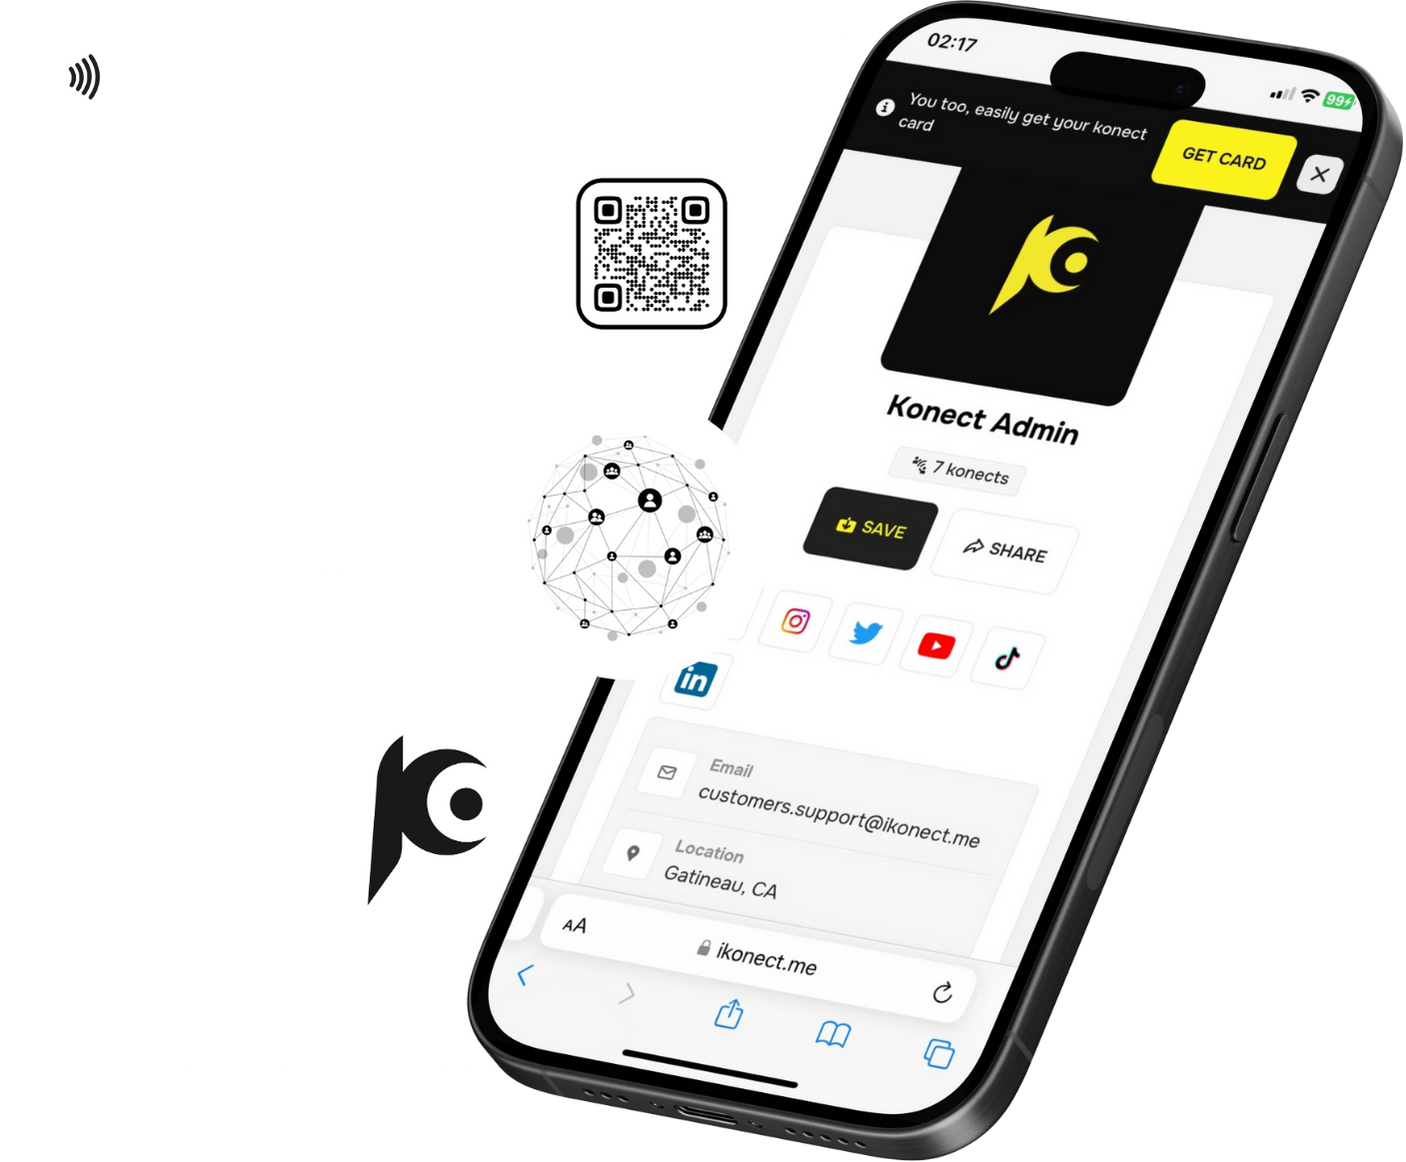 02:17
99
You too, easily get your konect
card
GET CARD
Konect Admin
7 konects
SAVE
SHARE
in
Email
customers.support@ikonect.me
Location
Gatineau, CA
AA
ikonect.me